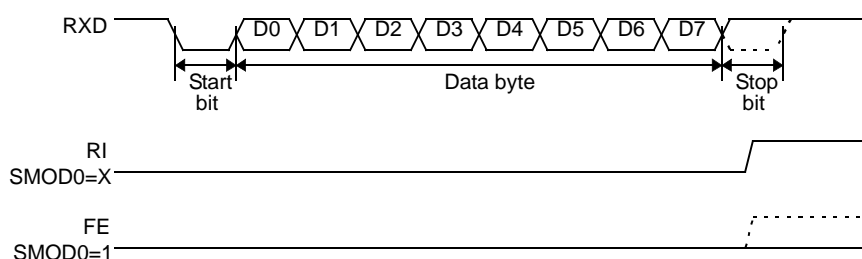 RXD D0 D1 D2 D3 D4 D5 D6 D7
Start Data byte Stop
bit bit
RI
SMOD0=X
FE
SMOD0=1